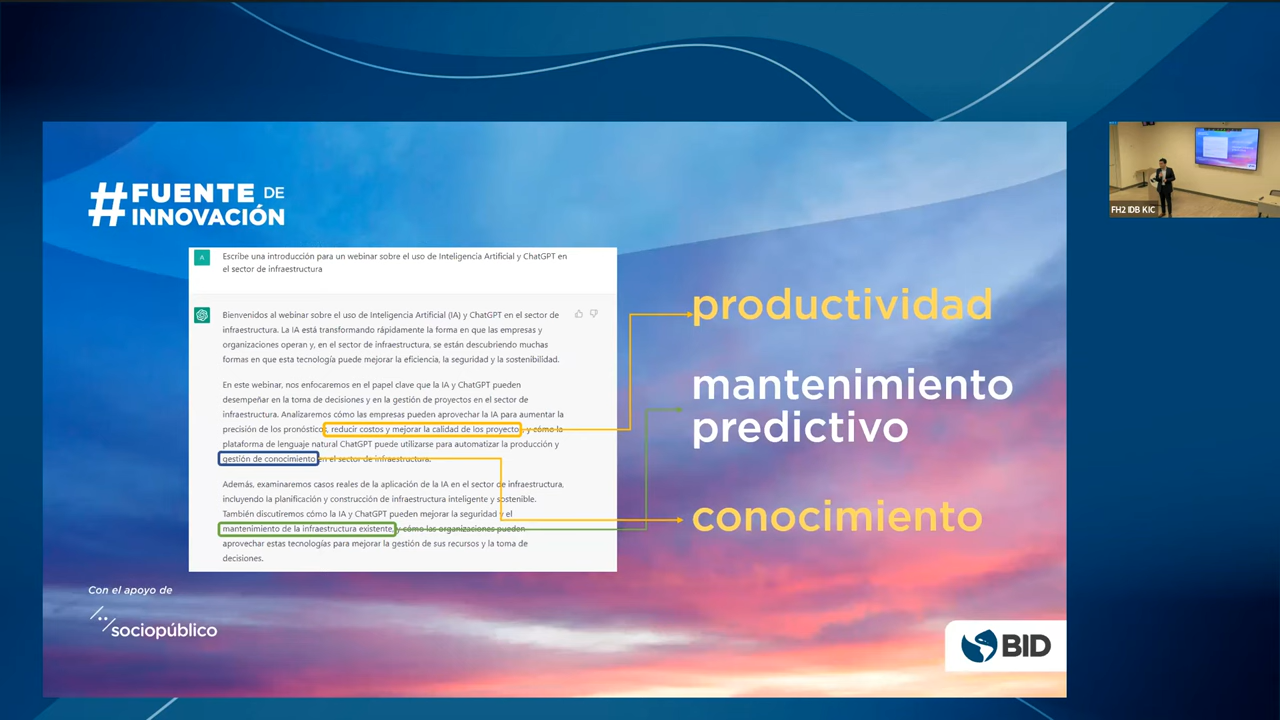 #FUENTE DE
INNOVACIÓN
A
Escribe una introducción para un webinar sobre el uso de Inteligencia Artificial y ChatGPT en
el sector de infraestructura
Bienvenidos al webinar sobre el uso de Inteligencia Artificial (IA) y ChatGPT en el sector de
infraestructura. La IA está transformando rápidamente la forma en que las empresas y
organizaciones operan y, en el sector de infraestructura, se están descubriendo muchas
formas en que esta tecnología puede mejorar la eficiencia, la seguridad y la sostenibilidad.
En este webinar, nos enfocaremos en el papel clave que la IA y ChatGPT pueden
desempeñar en la toma de decisiones y en la gestión de proyectos en el sector de
infraestructura. Analizaremos cómo las empresas pueden aprovechar la IA para aumentar la
precisión de los pronósticos, reducir costos y mejorar la calidad de los proyectos, y cómo la
plataforma de lenguaje natural ChatGPT puede utilizarse para automatizar la producción y
gestión de conocimiento en el sector de infraestructura.
Además, examinaremos casos reales de la aplicación de la IA en el sector de infraestructura,
incluyendo la planificación y construcción de infraestructura inteligente y sostenible.
También discutiremos cómo la IA y ChatGPT pueden mejorar la seguridad y el
mantenimiento de la infraestructura existente, y cómo las organizaciones pueden
aprovechar estas tecnologías para mejorar la gestión de sus recursos y la toma de
decisiones.
productividad
mantenimiento
predictivo
conocimiento
Con el apoyo de
sociopúblico
BID
FH2 IDB KIC